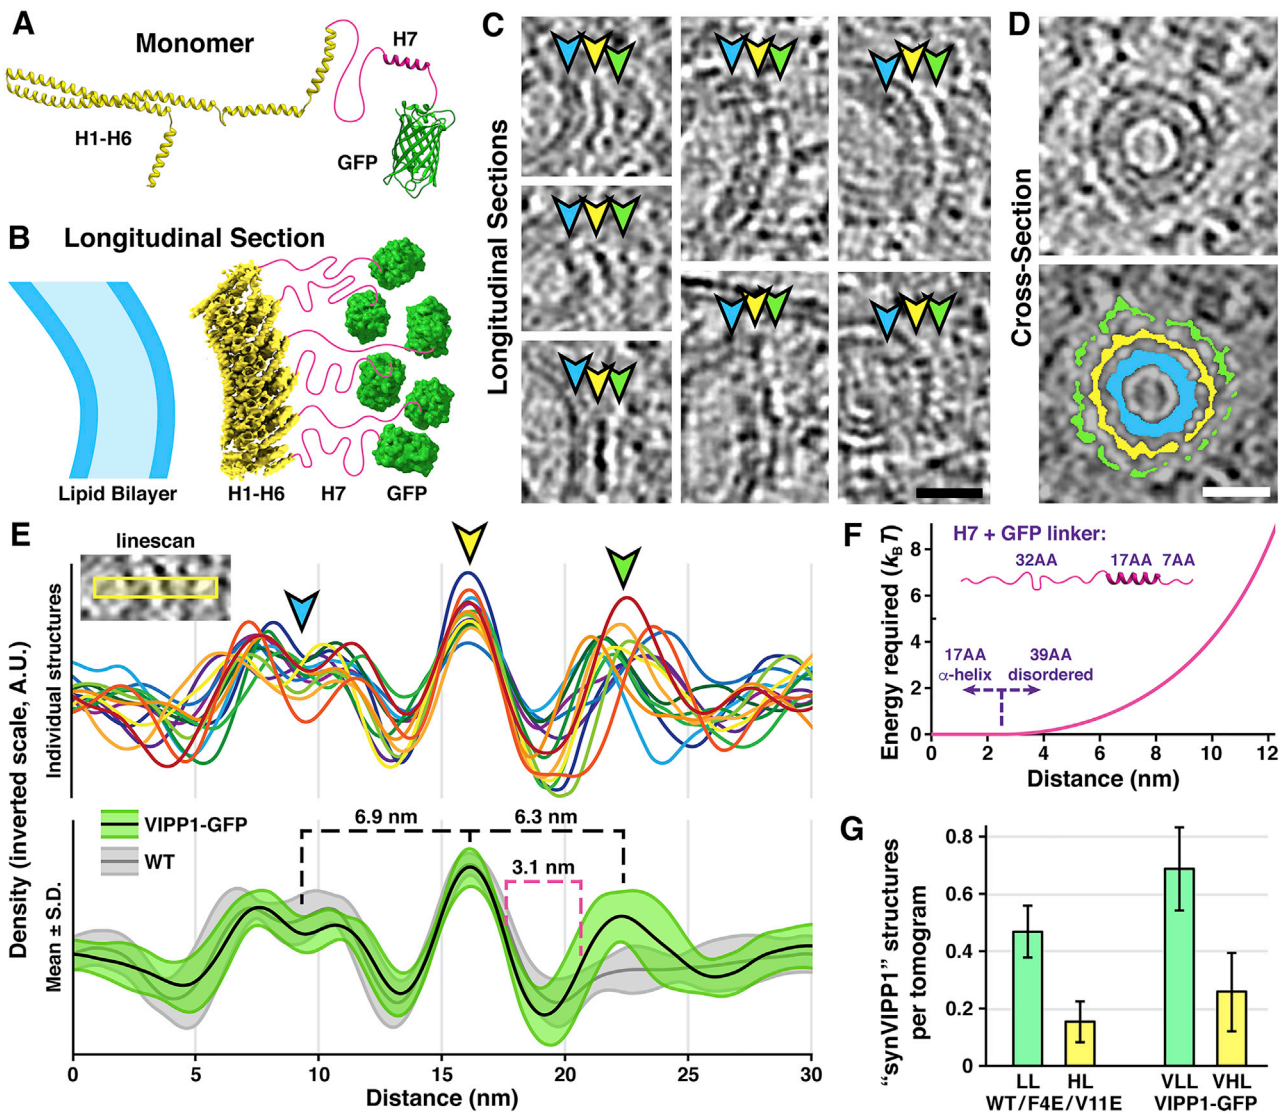 A
Monomer
H7
H1-H6
GFP
B
Longitudinal Section
Lipid Bilayer
H1-H6
H7
GFP
C
Longitudinal Sections
D
Cross-Section
E
linescan
Individual structures
Density (inverted scale, A.U.)
Mean ± S.D.
VIPP1-GFP
WT
6.9 nm
6.3 nm
3.1 nm
0
5
10
15
20
25
30
Distance (nm)
F
H7 + GFP linker:
32AA
17AA
7AA
17AA
α-helix
39AA
disordered
Energy required (kBT)
8
6
4
2
0
0
2
4
6
8
10
12
Distance (nm)
G
"synVIPP1" structures
per tomogram
0.8
0.6
0.4
0.2
0
LL
HL
VLL
VHL
WT/F4E/V11E
VIPP1-GFP